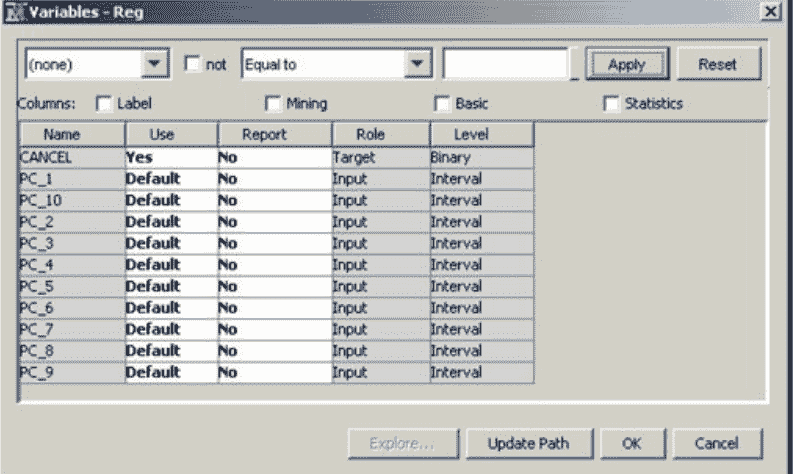 Variables - Reg
(none) not Equal to Apply Reset
Columns: Label Mining Basic Statistics
Name Use Report Role Level
CANCEL Yes No Target Binary
PC_1 Default No Input Interval
PC_10 Default No Input Interval
PC_2 Default No Input Interval
PC_3 Default No Input Interval
PC_4 Default No Input Interval
PC_5 Default No Input Interval
PC_6 Default No Input Interval
PC_7 Default No Input Interval
PC_8 Default No Input Interval
PC_9 Default No Input Interval
Explore... Update Path OK Cancel